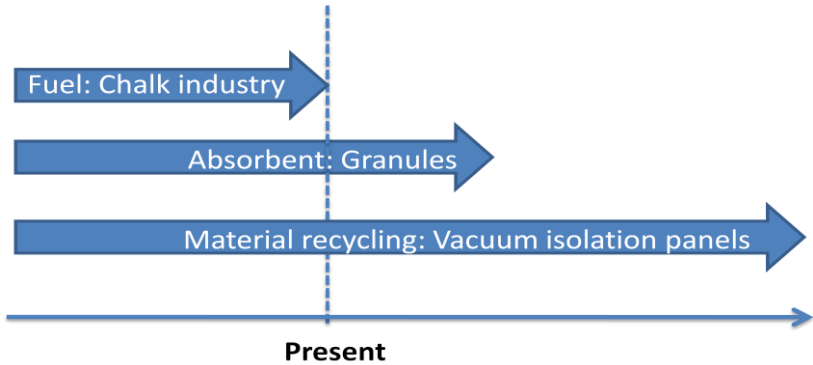 Fuel: Chalk industry
Absorbent: Granules
Material recycling: Vacuum isolation panels
Present